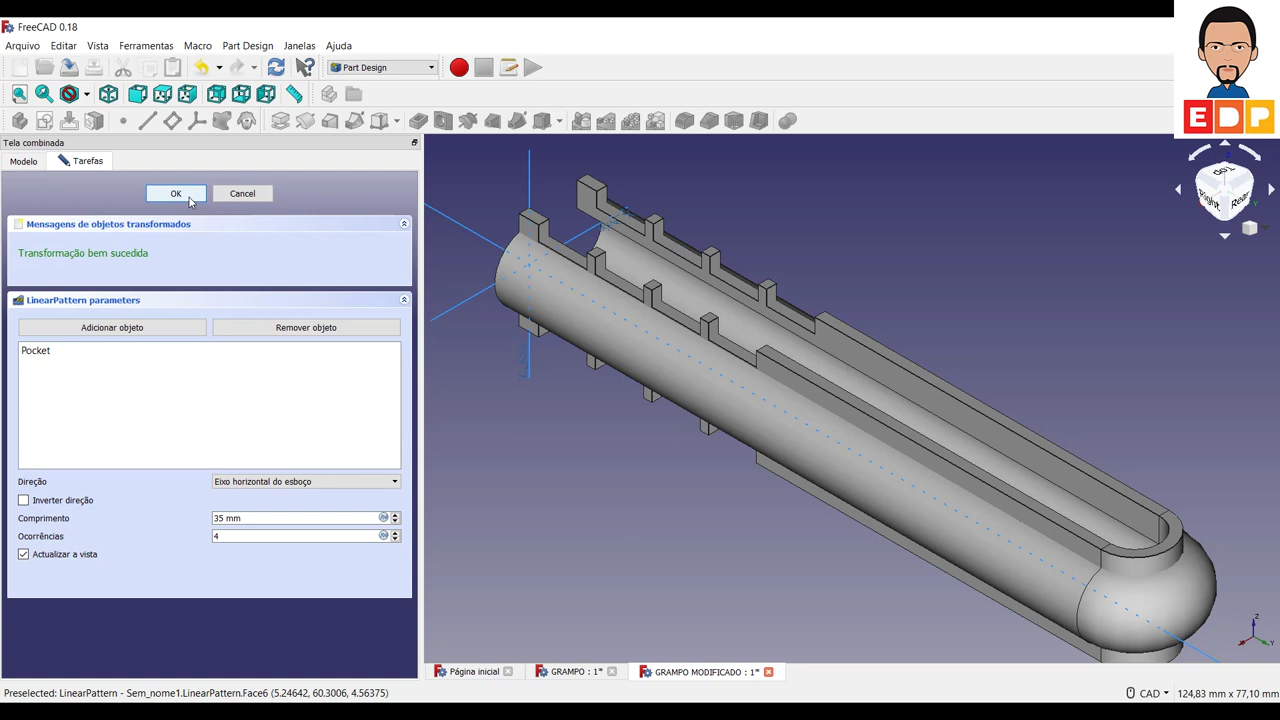 FreeCAD 0.18
Arquivo Editar Vista Ferramentas Macro Part Design Janelas Ajuda
Part Design
E D P
Tela combinada
Modelo Tarefas
OK Cancel
Mensagens de objetos transformados
Transformação bem sucedida
LinearPattern parameters
Adicionar objeto Remover objeto
Pocket
Direção Eixo horizontal do esboço
Inverter direção
Comprimento 35 mm
Ocorrências 4
Actualizar a vista
Top
Right Rear
Z
X Y
Página inicial GRAMPO : 1* GRAMPO MODIFICADO : 1*
Preselected: LinearPattern - Sem_nome1.LinearPattern.Face6 (5.24642, 60.3006, 4.56375) CAD 124,83 mm x 77,10 mm